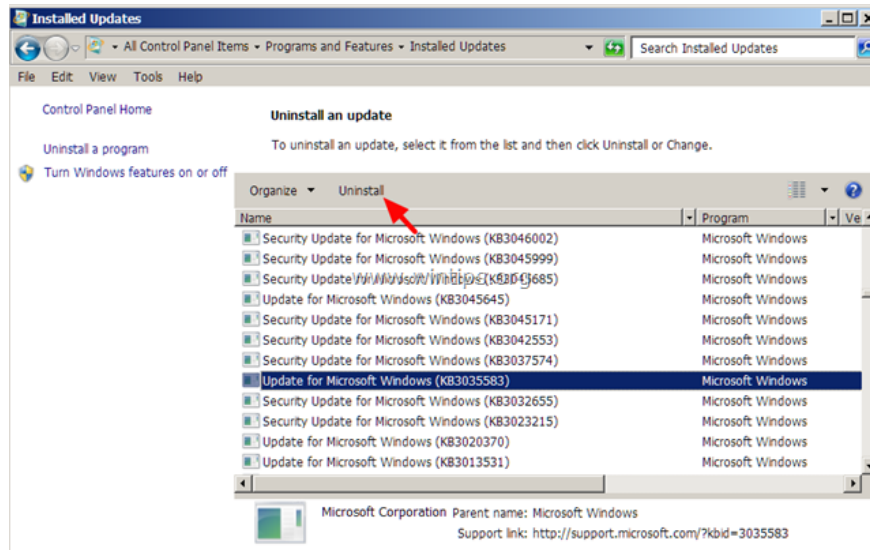 Installed Updates
All Control Panel Items Programs and Features Installed Updates Search Installed Updates
File Edit View Tools Help
Control Panel Home
Uninstall a program
Turn Windows features on or off
Uninstall an update
To uninstall an update, select it from the list and then click Uninstall or Change.
Organize Uninstall
Name Program Ve
Security Update for Microsoft Windows (KB3046002) Microsoft Windows
Security Update for Microsoft Windows (KB3045999) Microsoft Windows
Security Update for Microsoft Windows Microsoft Windows
Update for Microsoft Windows (KB3045645) Microsoft Windows
Security Update for Microsoft Windows (KB3045171) Microsoft Windows
Security Update for Microsoft Windows (KB3042553) Microsoft Windows
Security Update for Microsoft Windows (KB3037574) Microsoft Windows
Update for Microsoft Windows (KB3035583) Microsoft Windows
Security Update for Microsoft Windows (KB3032655) Microsoft Windows
Security Update for Microsoft Windows (KB3023215) Microsoft Windows
Update for Microsoft Windows (KB3020370) Microsoft Windows
Update for Microsoft Windows (KB3013531) Microsoft Windows
Microsoft Corporation Parent name: Microsoft Windows
Support link: http://support.microsoft.com/?kbid=3035583